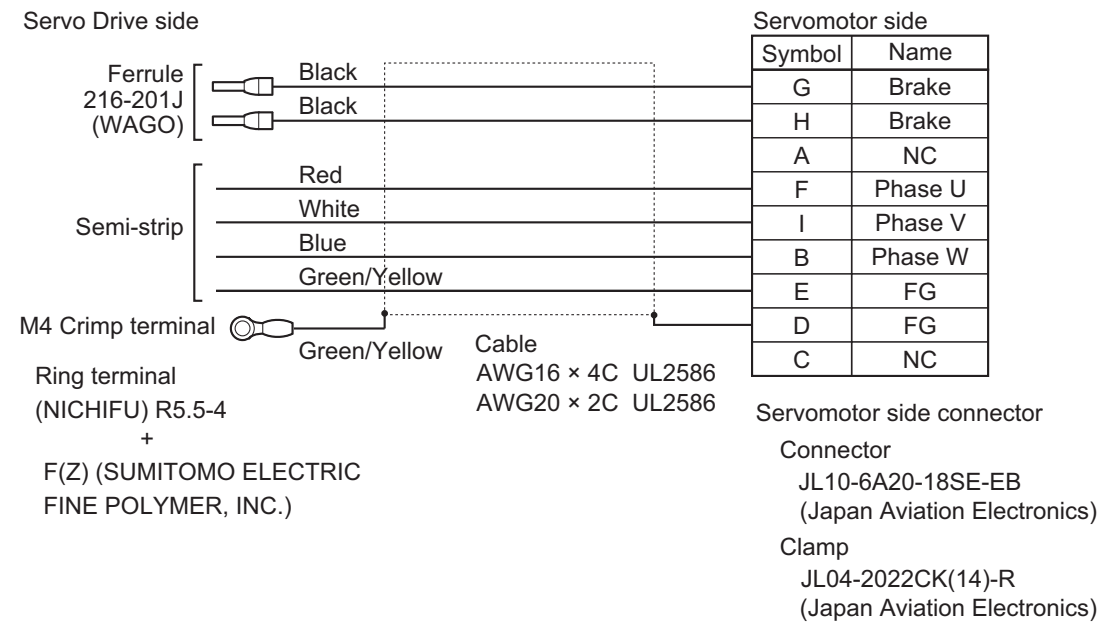 Servo Drive side
Servomotor side
Symbol Name
Ferrule
216-201J
(WAGO)
Black
G Brake
Black
H Brake
A NC
Semi-strip
Red
F Phase U
White
I Phase V
Blue
B Phase W
Green/Yellow
E FG
M4 Crimp terminal
Green/Yellow
D FG
C NC
Cable
AWG16 × 4C UL2586
AWG20 × 2C UL2586
Ring terminal
(NICHIFU) R5.5-4
+
F(Z) (SUMITOMO ELECTRIC
FINE POLYMER, INC.)
Servomotor side connector
Connector
JL10-6A20-18SE-EB
(Japan Aviation Electronics)
Clamp
JL04-2022CK(14)-R
(Japan Aviation Electronics)